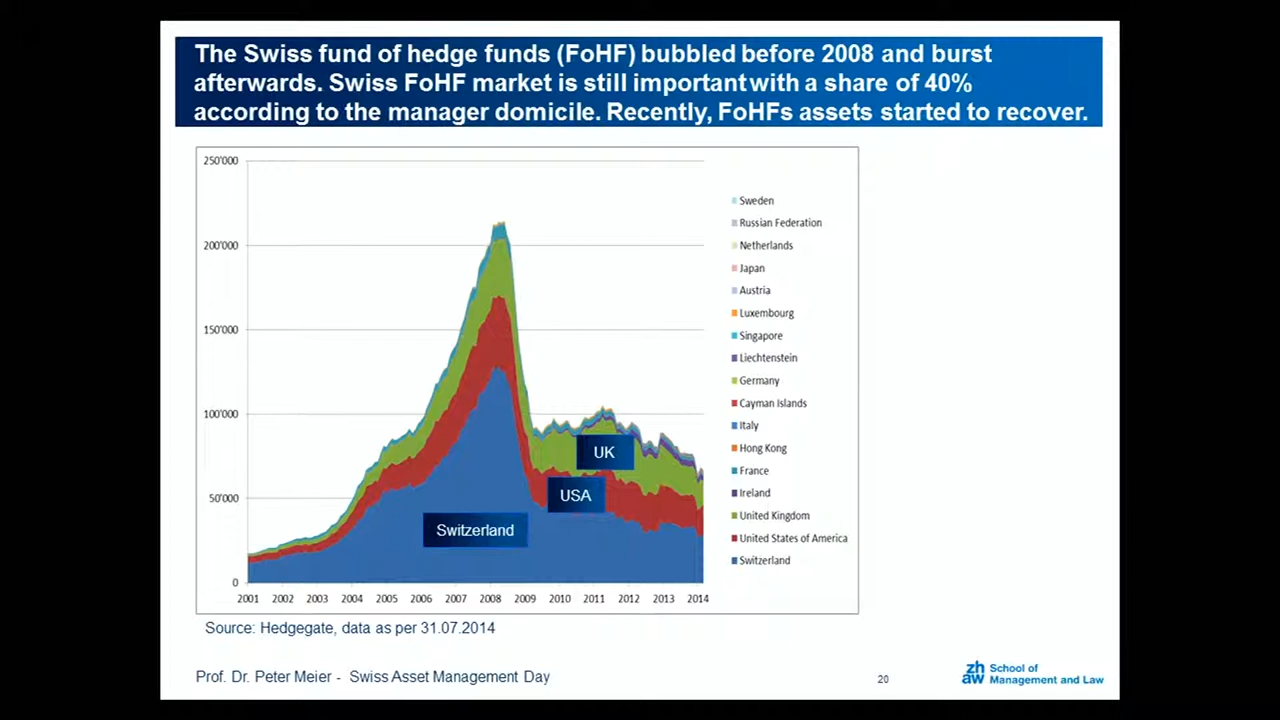 The Swiss fund of hedge funds (FoHF) bubbled before 2008 and burst
afterwards. Swiss FoHF market is still important with a share of 40%
according to the manager domicile. Recently, FoHFs assets started to recover.
250'000
200'000
150'000
100'000
50'000
0
2001 2002 2003 2004 2005 2006 2007 2008 2009 2010 2011 2012 2013 2014
UK
USA
Switzerland
Sweden
Russian Federation
Netherlands
Japan
Austria
Luxembourg
Singapore
Liechtenstein
Germany
Cayman Islands
Italy
Hong Kong
France
Ireland
United Kingdom
United States of America
Switzerland
Source: Hedgegate, data as per 31.07.2014
Prof. Dr. Peter Meier - Swiss Asset Management Day
20
zh
aw
School of
Management and Law